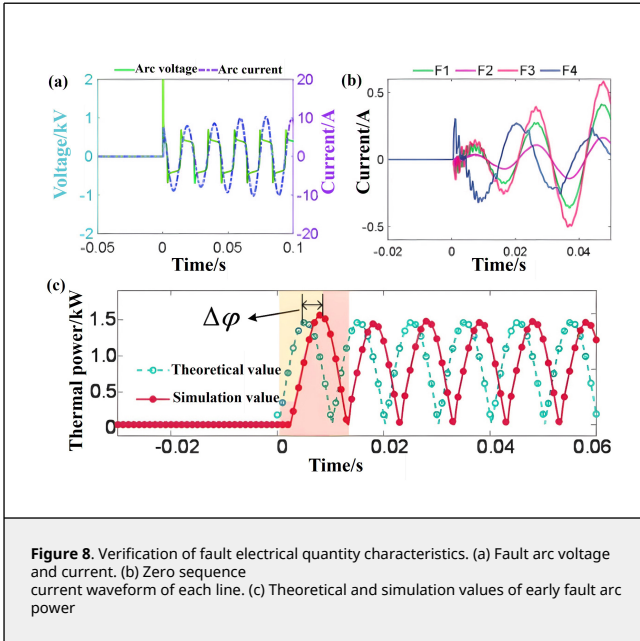 Arc voltage Arc current
(a)
Voltage/kV
2
1
0
-1
-2
20
10
0
-10
-20
Current/A
-0.05 0 0.05 0.1
Time/s
F1 F2 F3 F4
(b)
Current/A
0.5
0
-0.5
-0.02 0 0.02 0.04
Time/s
(c)
Thermal power/kW
1.5
1.0
0.5
0
Δφ
Theoretical value
Simulation value
-0.02 0 0.02 0.04 0.06
Time/s
Figure 8. Verification of fault electrical quantity characteristics. (a) Fault arc voltage
and current. (b) Zero sequence
current waveform of each line. (c) Theoretical and simulation values of early fault arc
power